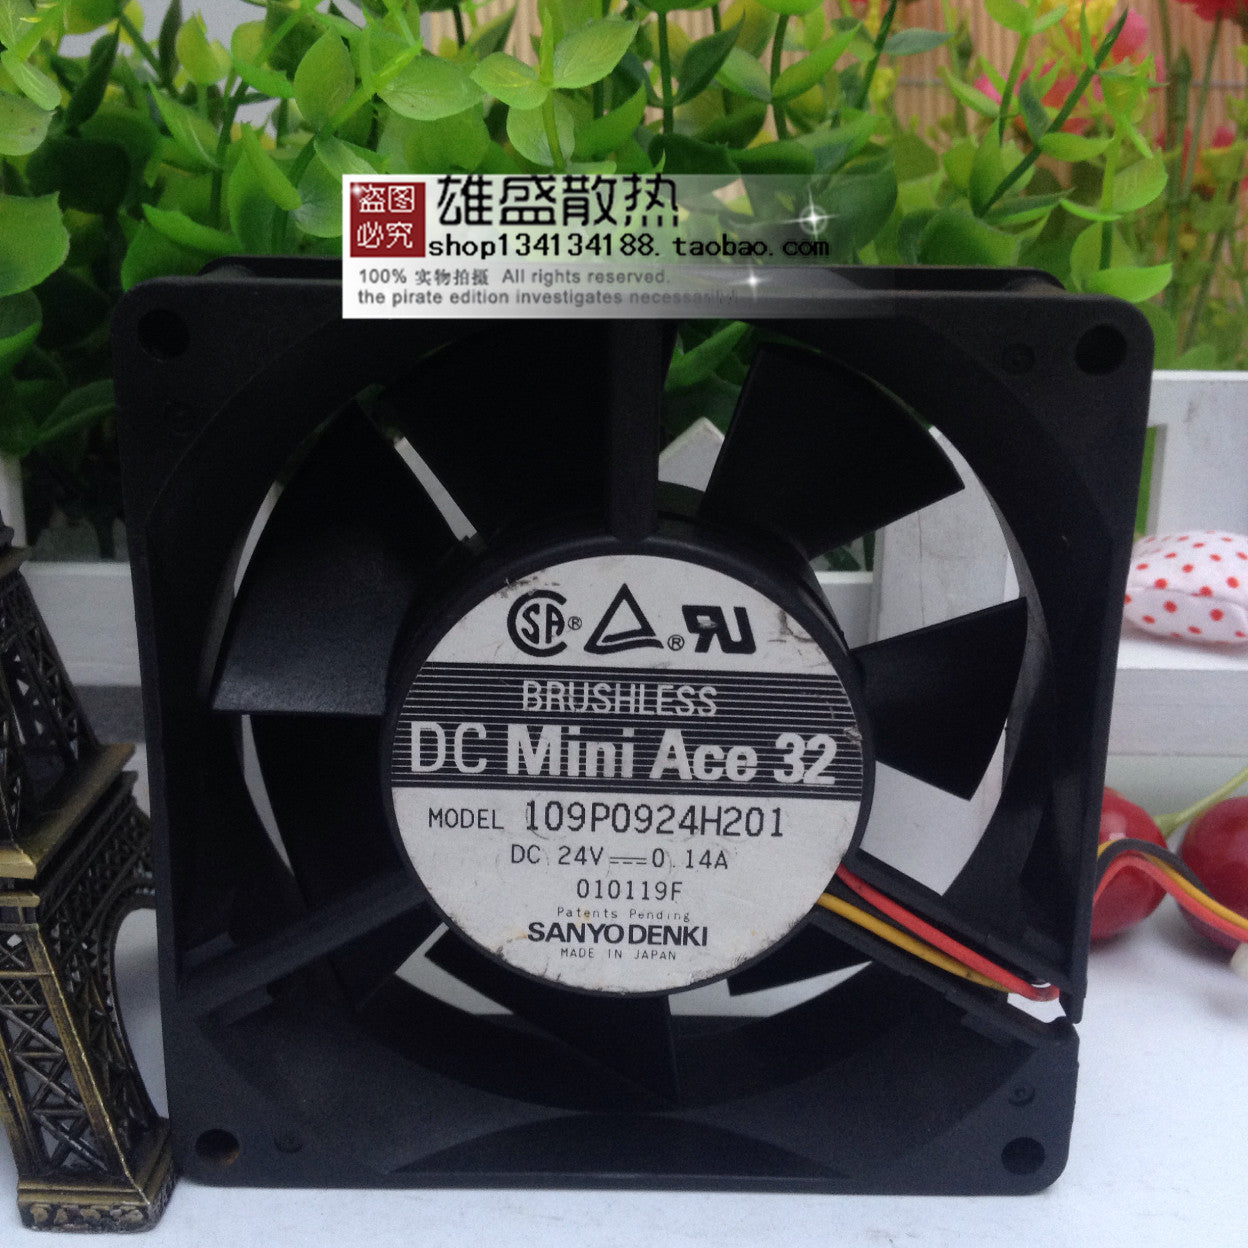 盗图
必究
雄盛散热
shop134134188.taobao.com
100% 实物拍摄 All rights reserved.
the pirate edition investigates necessarily.
SA® ® RU
BRUSHLESS
DC Mini Ace 32
MODEL 109P0924H201
DC 24V⎓0.14A
010119F
Patents Pending
SANYO DENKI
MADE IN JAPAN